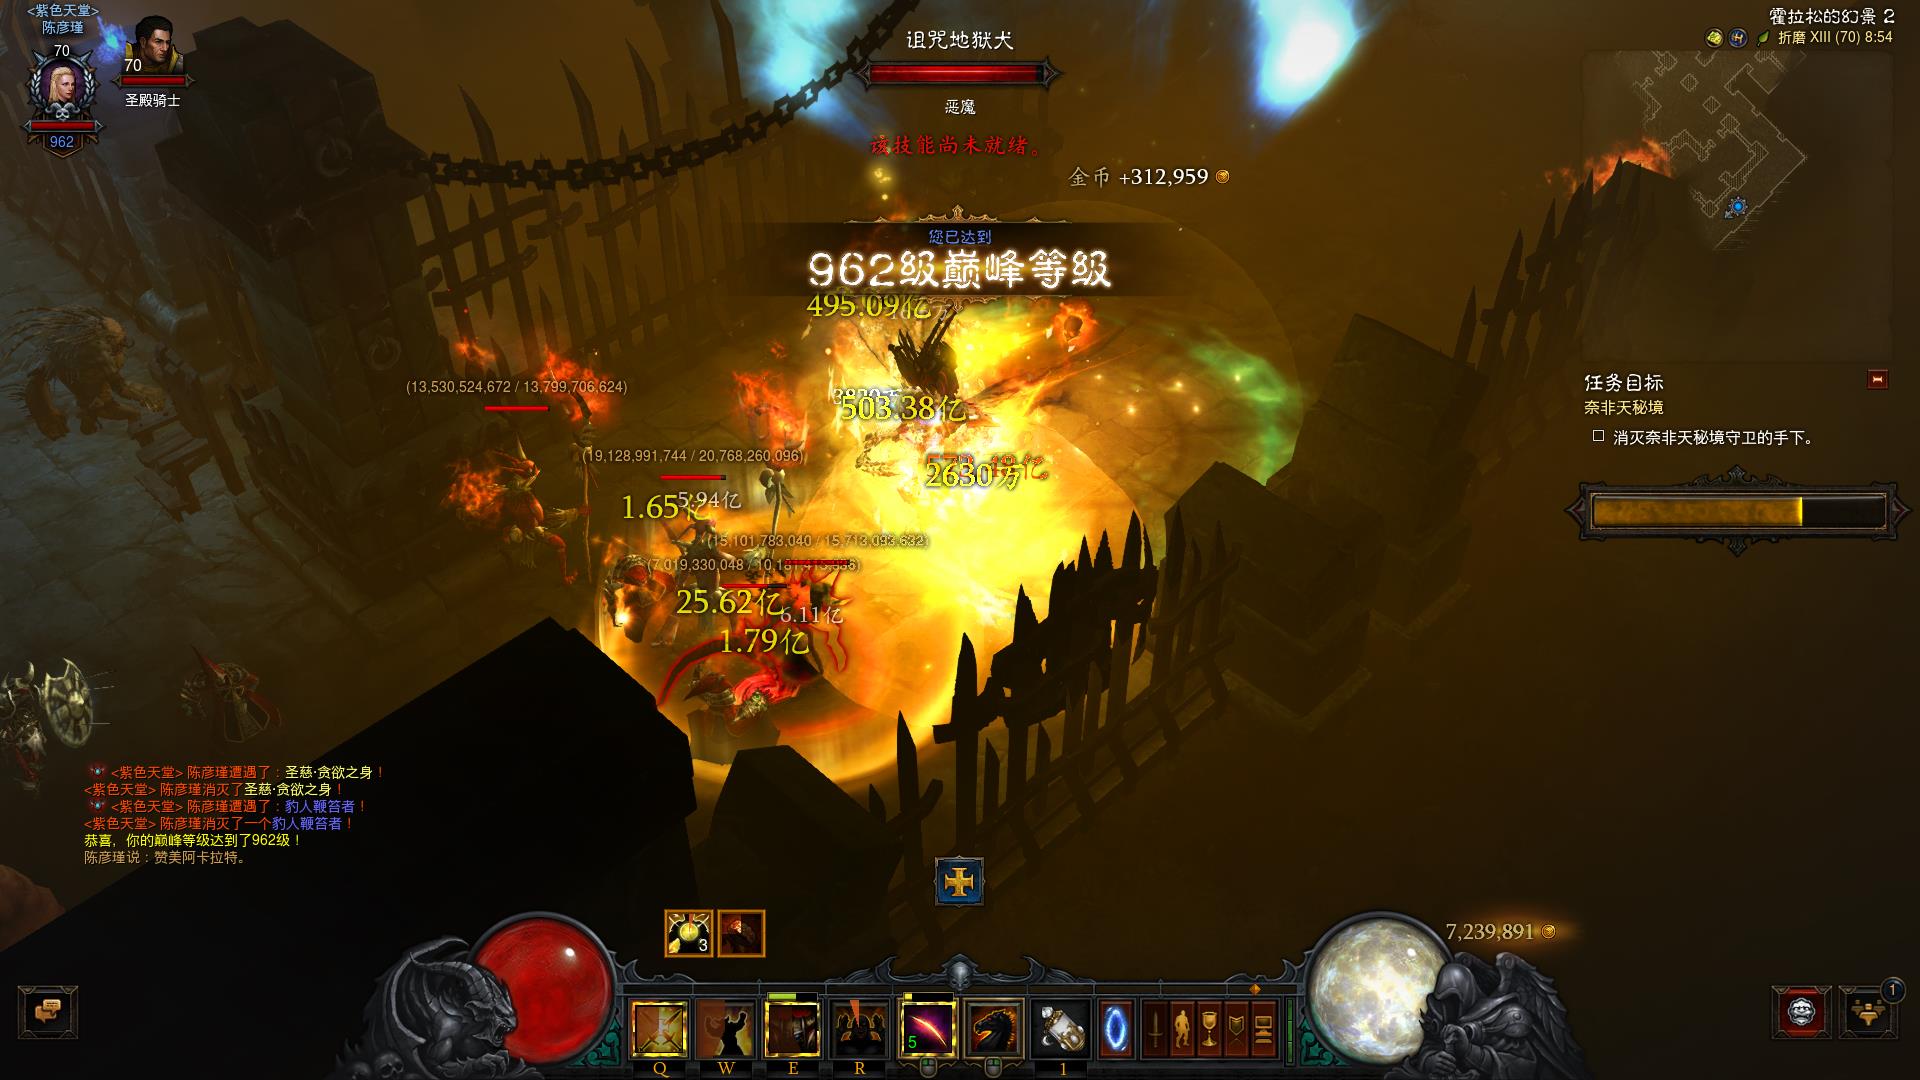 <紫色天堂>
陈彦瑾
70
962
70
圣殿骑士
诅咒地狱犬
恶魔
该技能尚未就绪。
金币 +312,959
您已达到
962级巅峰等级
495.09亿
503.38亿
2630万
(13,530,524,672 / 13,799,706,624)
(19,128,991,744 / 20,768,260,096)
1.65亿
5.94亿
(15,101,783,040 / 15,713,093,632)
25.62亿
6.11亿
1.79亿
霍拉松的幻景 2
折磨 XIII (70) 8:54
任务目标
奈非天秘境
消灭奈非天秘境守卫的手下。
<紫色天堂> 陈彦瑾遭遇了：圣慈·贪欲之身！
<紫色天堂> 陈彦瑾消灭了圣慈·贪欲之身！
<紫色天堂> 陈彦瑾遭遇了：豹人鞭笞者！
<紫色天堂> 陈彦瑾消灭了一个豹人鞭笞者！
恭喜，你的巅峰等级达到了962级！
陈彦瑾说：赞美阿卡拉特。
3
7,239,891
5
Q W E R 1
1